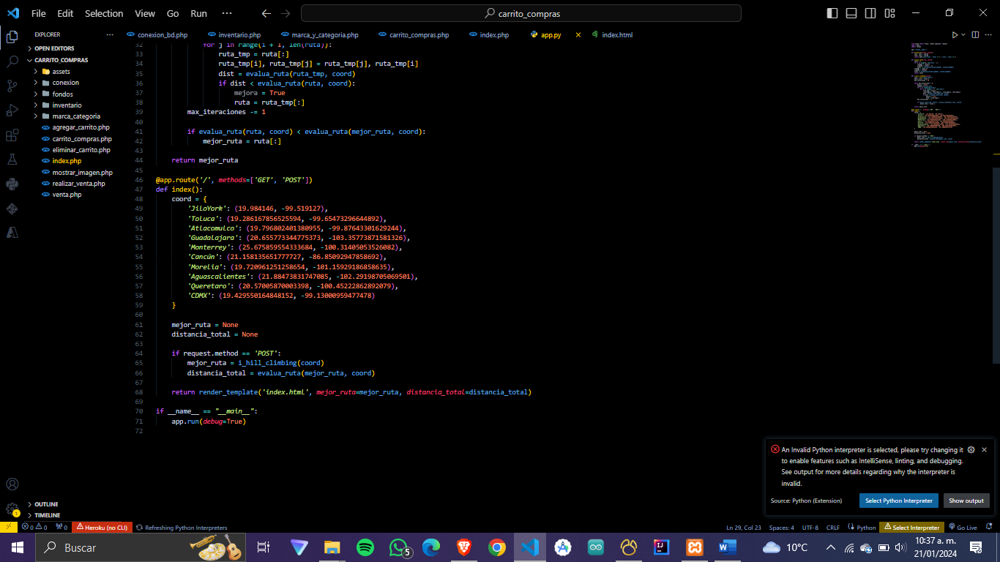 File Edit Selection View Go Run ···
carrito_compras
EXPLORER ···
OPEN EDITORS
CARRITO_COMPRAS
assets
conexion
fondos
inventario
marca_categoria
agregar_carrito.php
carrito_compras.php
eliminar_carrito.php
index.php
mostrar_imagen.php
realizar_venta.php
venta.php
OUTLINE
TIMELINE
conexion_bd.php inventario.php marca_y_categoria.php carrito_compras.php index.php app.py index.html
32 for j in range(i + 1, len(ruta)):
33 ruta_tmp = ruta[:]
34 ruta_tmp[i], ruta_tmp[j] = ruta_tmp[j], ruta_tmp[i]
35 dist = evalua_ruta(ruta_tmp, coord)
36 if dist < evalua_ruta(ruta, coord):
37 mejora = True
38 ruta = ruta_tmp[:]
39 max_iteraciones -= 1
40
41 if evalua_ruta(ruta, coord) < evalua_ruta(mejor_ruta, coord):
42 mejor_ruta = ruta[:]
43
44 return mejor_ruta
45
46 @app.route('/', methods=['GET', 'POST'])
47 def index():
48 coord = {
49 'JiloYork': (19.984146, -99.519127),
50 'Toluca': (19.286167856525594, -99.65473296644892),
51 'Atlacomulco': (19.796802401380955, -99.87643301629244),
52 'Guadalajara': (20.655773344775373, -103.35773871581326),
53 'Monterrey': (25.675859554333684, -100.31405053526082),
54 'Cancún': (21.158135651777727, -86.85092947858692),
55 'Morelia': (19.720961251258654, -101.15929186858635),
56 'Aguascalientes': (21.88473831747085, -102.29198705069501),
57 'Queretaro': (20.57005870003398, -100.45222862892079),
58 'CDMX': (19.429550164848152, -99.13000959477478)
59 }
60
61 mejor_ruta = None
62 distancia_total = None
63
64 if request.method == 'POST':
65 mejor_ruta = i_hill_climbing(coord)
66 distancia_total = evalua_ruta(mejor_ruta, coord)
67
68 return render_template('index.html', mejor_ruta=mejor_ruta, distancia_total=distancia_total)
69
70 if __name__ == "__main__":
71 app.run(debug=True)
72
An Invalid Python interpreter is selected, please try changing it
to enable features such as IntelliSense, linting, and debugging.
See output for more details regarding why the interpreter is
invalid.
Source: Python (Extension) Select Python Interpreter Show output
0 0 0 Heroku (no CLI) Refreshing Python Interpreters Ln 29, Col 23 Spaces: 4 UTF-8 CRLF Python Select Interpreter Go Live
Buscar 5 10°C 10:37 a. m.
21/01/2024